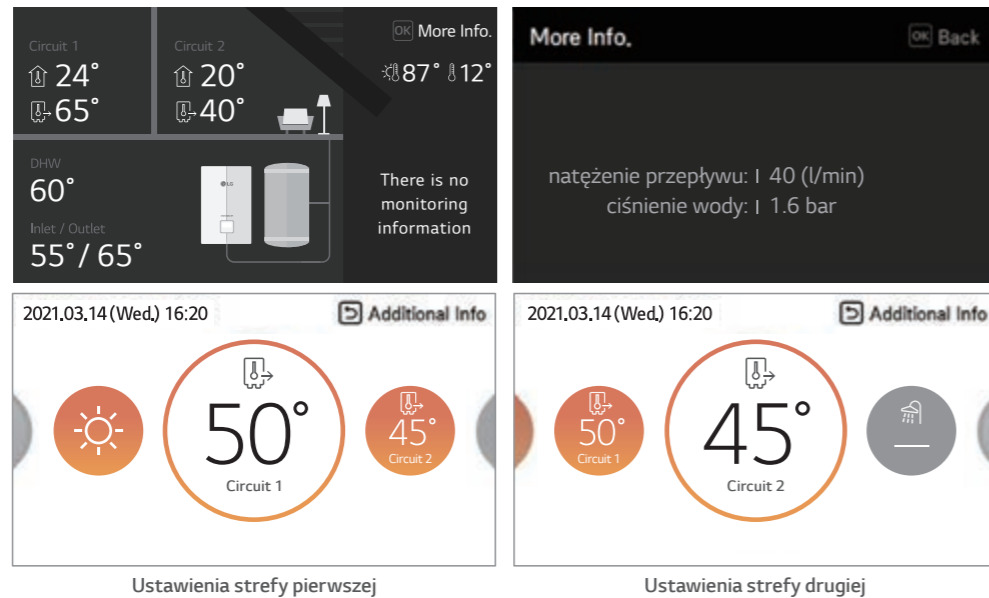 Circuit 1
24°
65°
Circuit 2
20°
40°
OK More Info.
87° 12°
DHW
60°
Inlet / Outlet
55°/ 65°
LG
There is no
monitoring
information
More Info.
OK Back
natężenie przepływu: I 40 (l/min)
ciśnienie wody: I 1.6 bar
2021.03.14 (Wed.) 16:20
Additional Info
50°
Circuit 1
45°
Circuit 2
Ustawienia strefy pierwszej
2021.03.14 (Wed.) 16:20
Additional Info
50°
Circuit 1
45°
Circuit 2
Ustawienia strefy drugiej